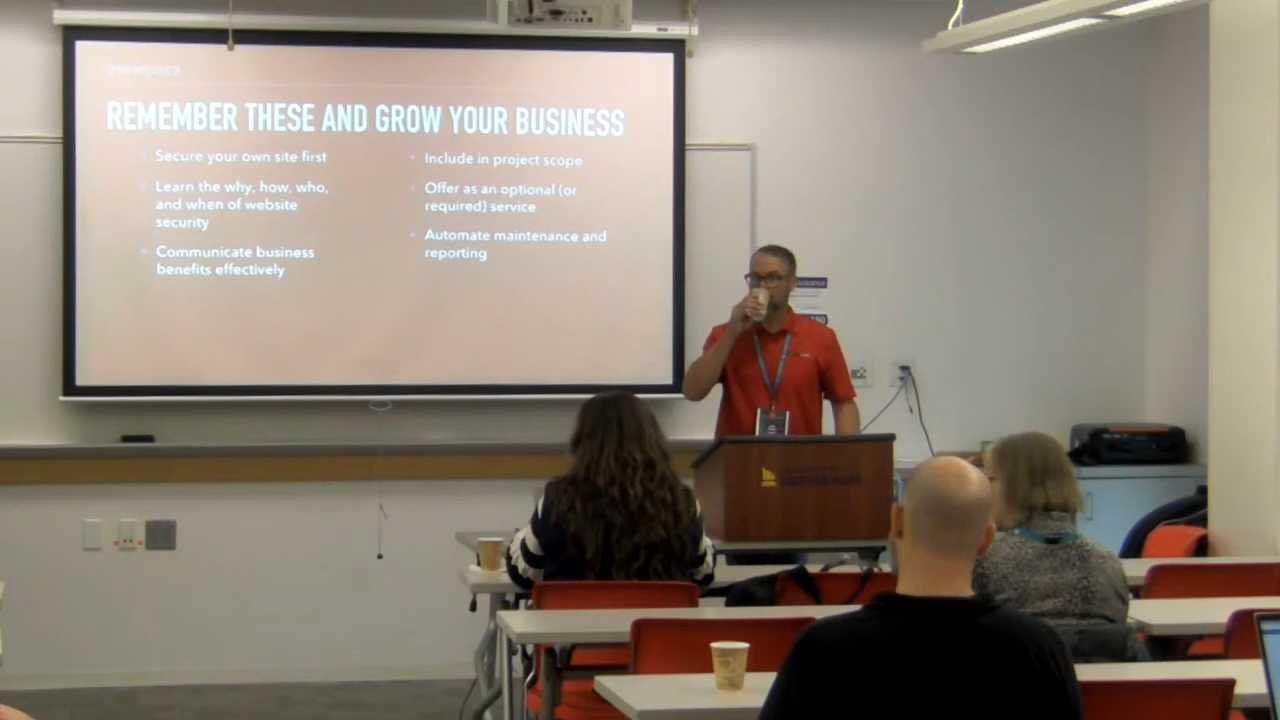 REMEMBER THESE AND GROW YOUR BUSINESS
Secure your own site first
Learn the why, how, who,
and when of website
security
Communicate business
benefits effectively
Include in project scope
Offer as an optional (or
required) service
Automate maintenance and
reporting